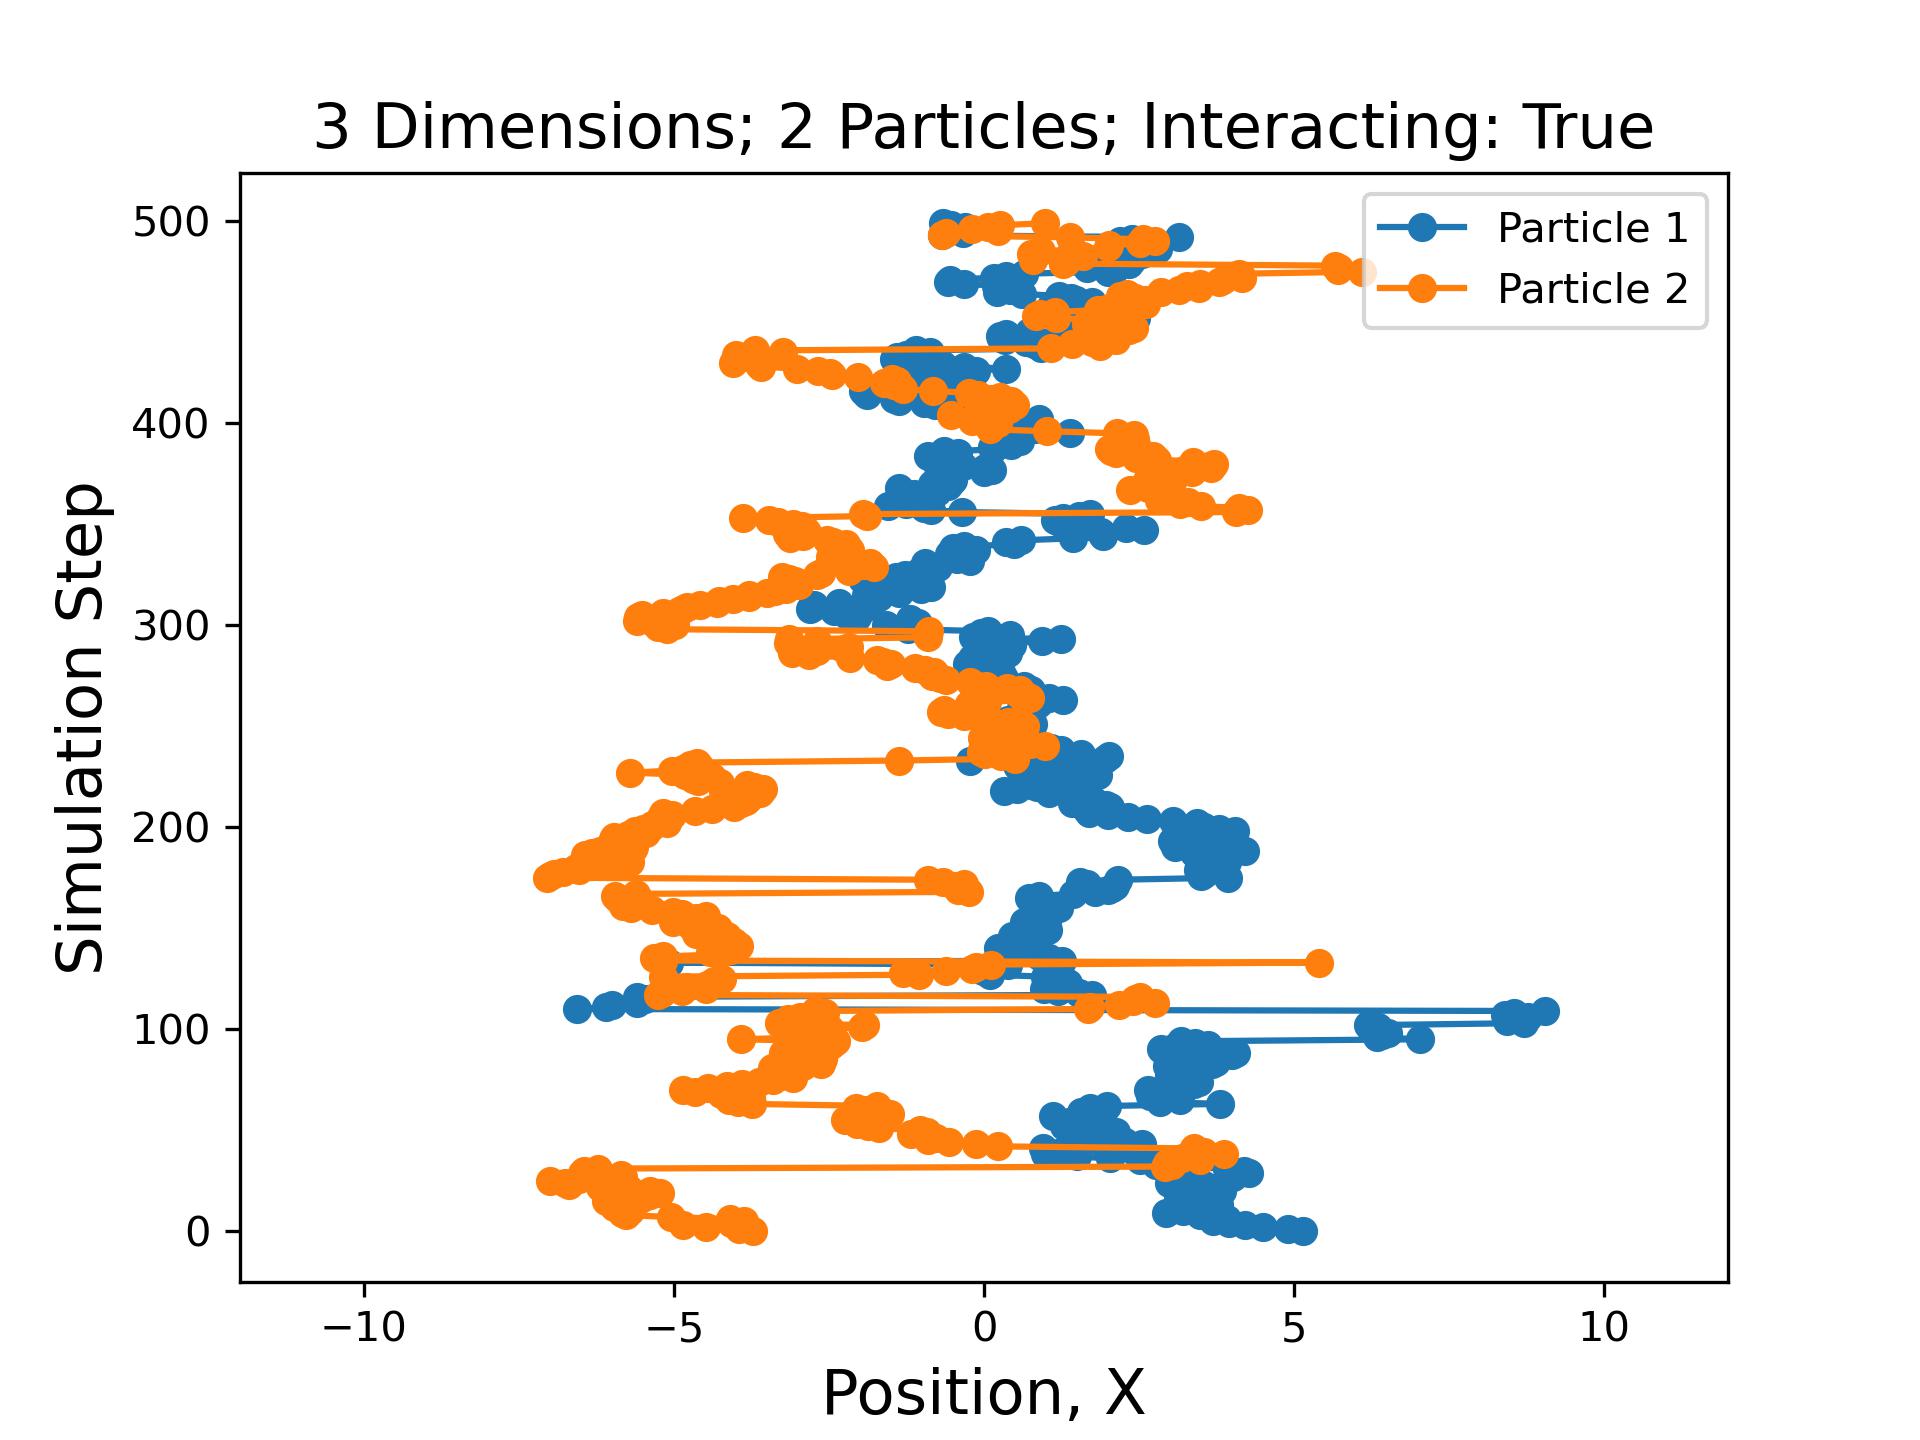 3 Dimensions; 2 Particles; Interacting: True
Particle 1
Particle 2
500
400
300
200
100
0
Simulation Step
−10
−5
0
5
10
Position, X